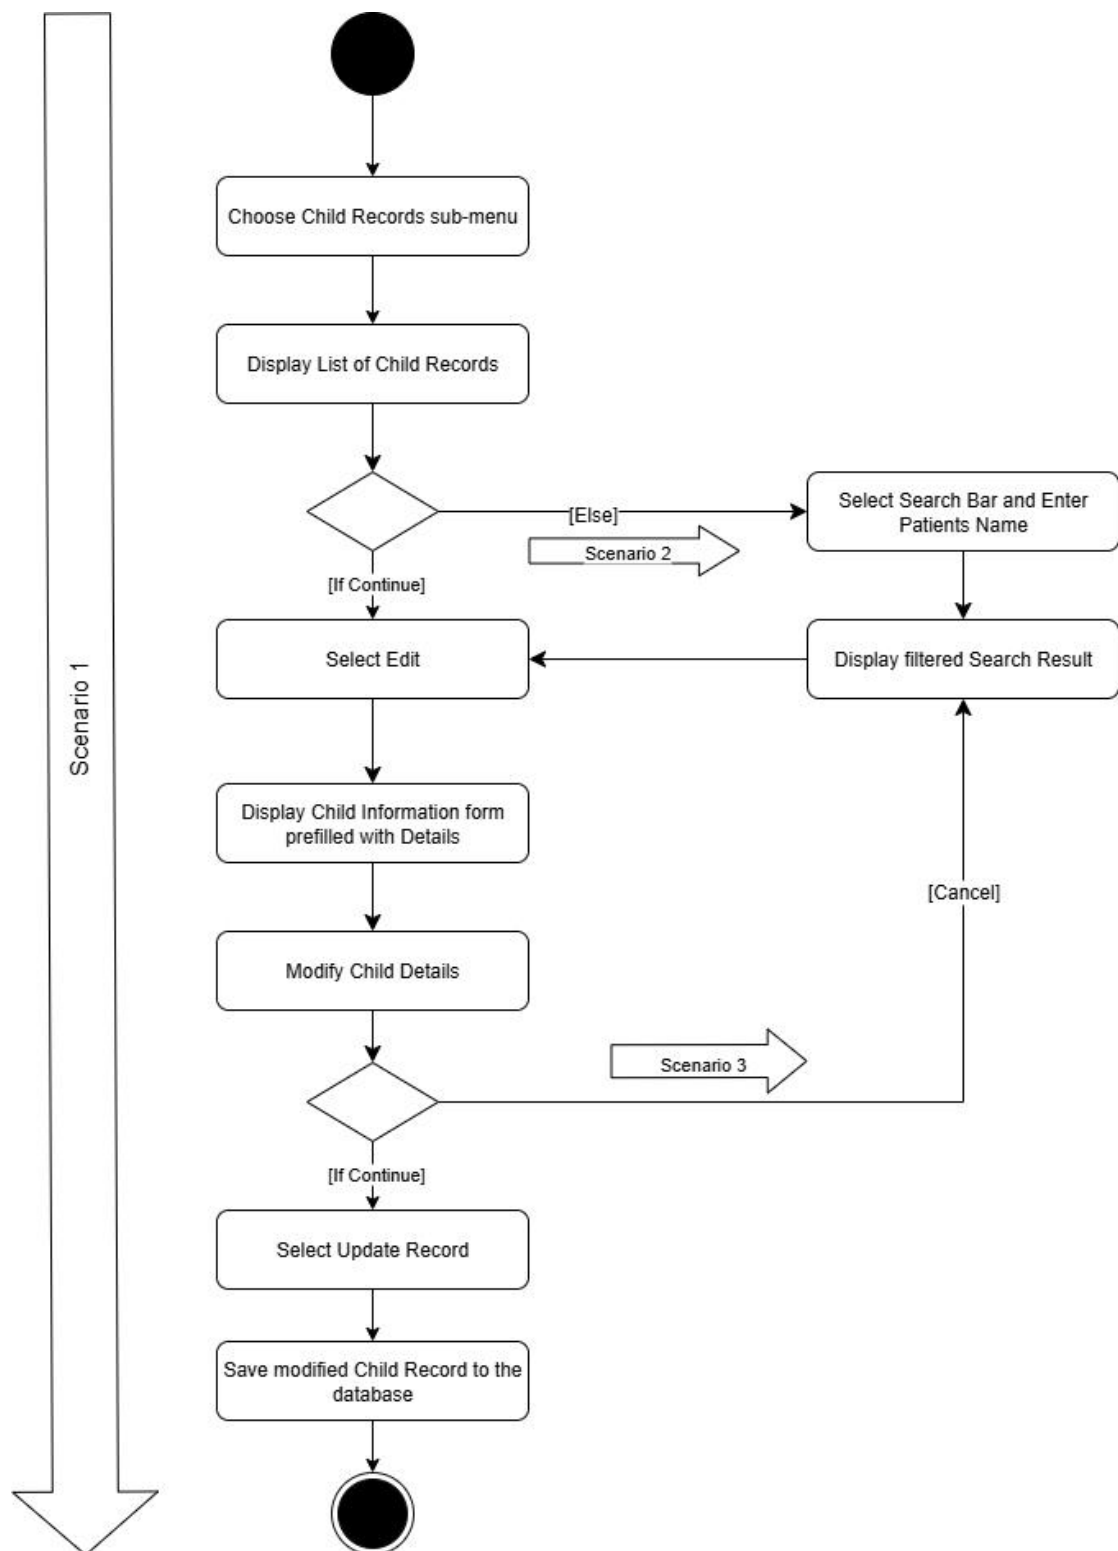 Choose Child Records sub-menu
Display List of Child Records
[Else]
Select Search Bar and Enter
Patients Name
Scenario 2
[If Continue]
Select Edit
Display filtered Search Result
Scenario 1
Display Child Information form
prefilled with Details
[Cancel]
Modify Child Details
Scenario 3
[If Continue]
Select Update Record
Save modified Child Record to the
database